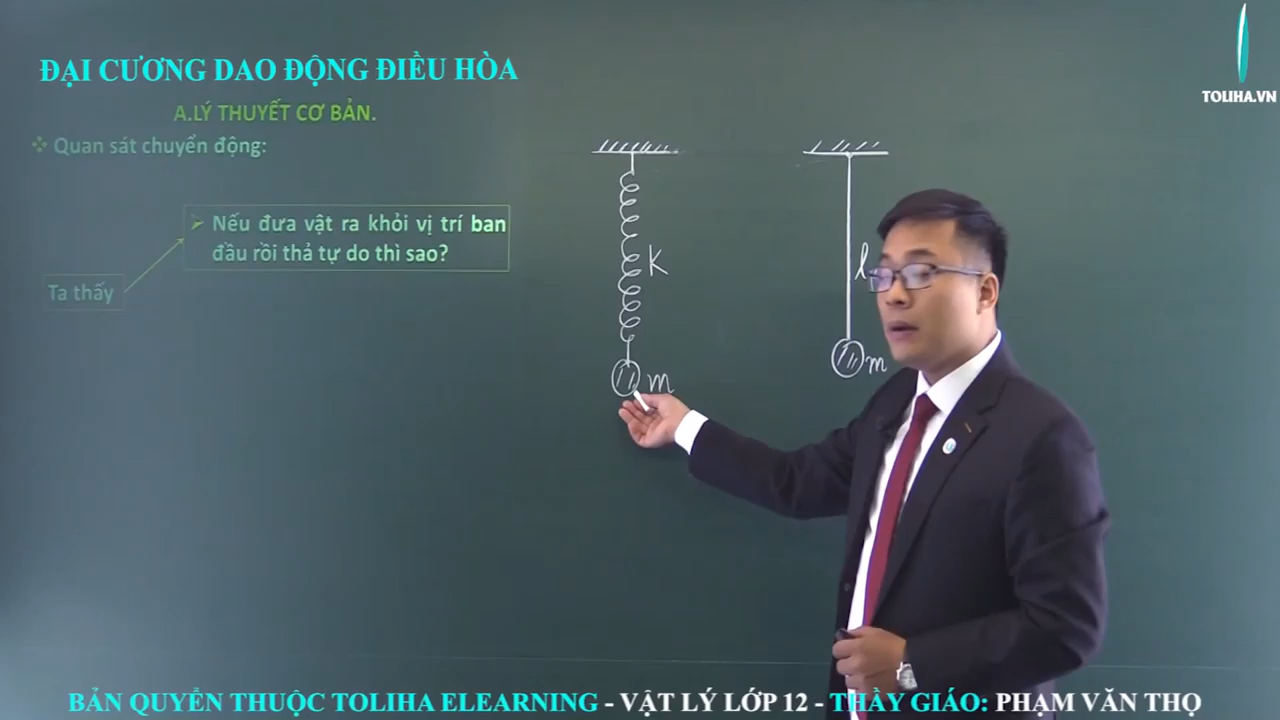 ĐẠI CƯƠNG DAO ĐỘNG ĐIỀU HÒA
TOLIHA.VN
A.LÝ THUYẾT CƠ BẢN.
Quan sát chuyển động:
Nếu đưa vật ra khỏi vị trí ban
đầu rồi thả tự do thì sao?
Ta thấy
k
m
l
m
BẢN QUYỀN THUỘC TOLIHA ELEARNING - VẬT LÝ LỚP 12 - THẦY GIÁO: PHẠM VĂN THỌ